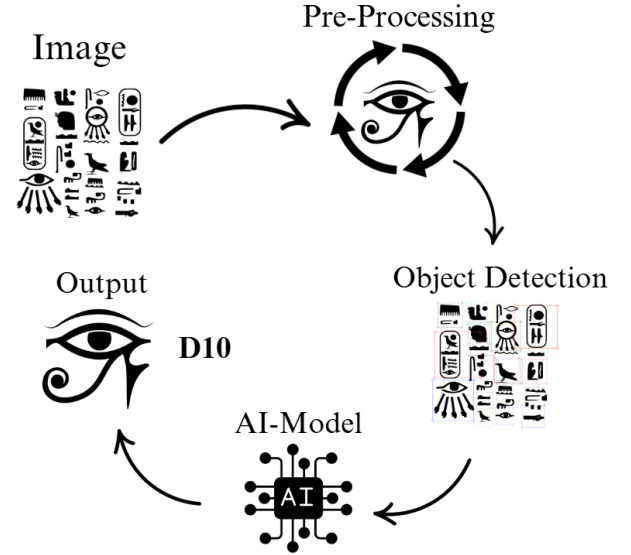 Image
Pre-Processing
Object Detection
AI-Model
AI
Output
D10